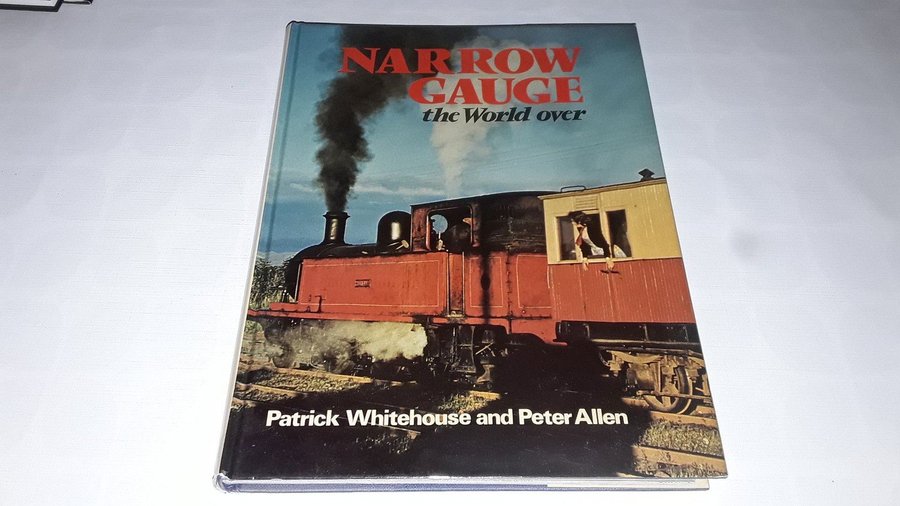 NARROW
GAUGE
the World over
Patrick Whitehouse and Peter Allen